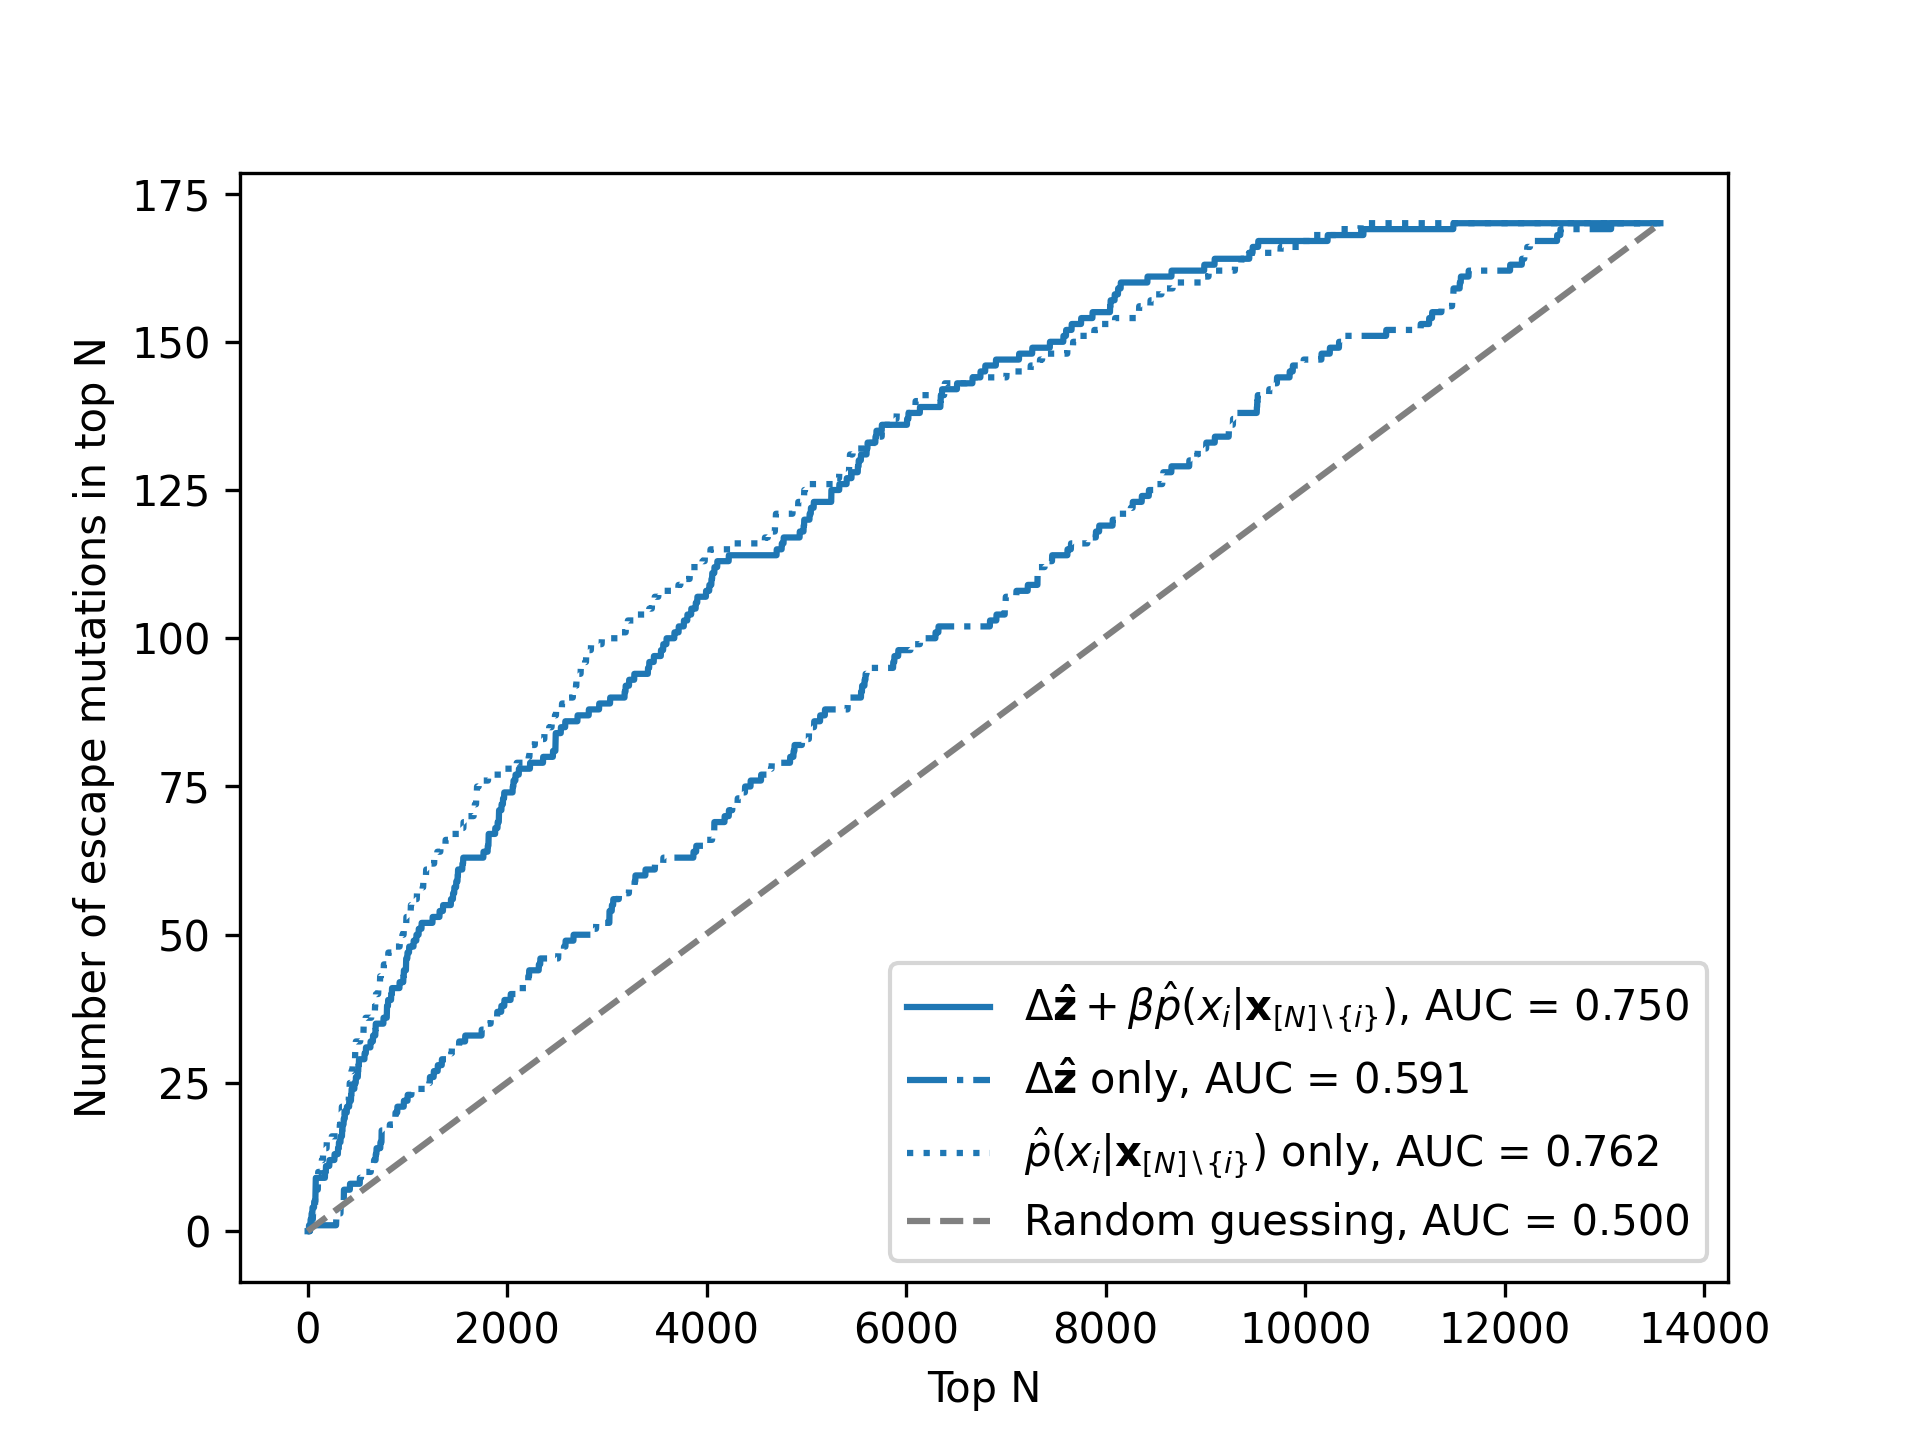 175
150
125
100
75
50
25
0
Number of escape mutations in top N
Δẑ + βp̂(xᵢ|x_{[N]∖{i}}), AUC = 0.750
Δẑ only, AUC = 0.591
p̂(xᵢ|x_{[N]∖{i}}) only, AUC = 0.762
Random guessing, AUC = 0.500
0 2000 4000 6000 8000 10000 12000 14000
Top N